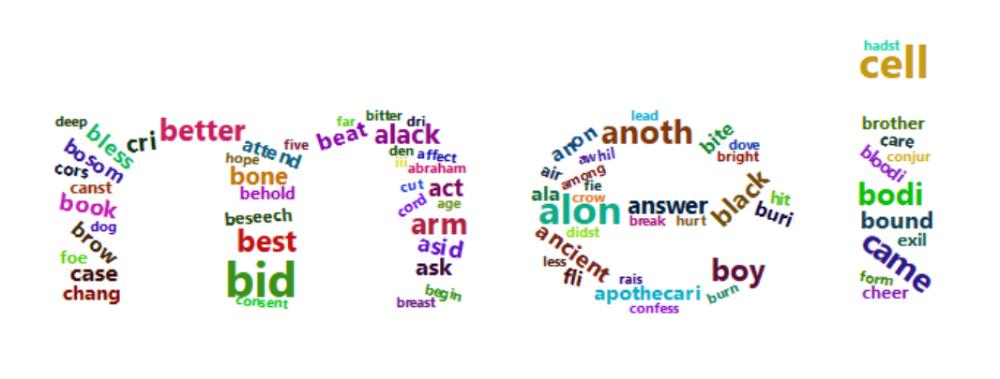 deep
bless
bosom
cors
canst
book
dog
brow
foe
case
chang
cri
better
attend
five
hope
bone
behold
beseech
best
bid
consent
far
bitter
dri
beat
alack
den
affect
iii
abraham
cut
act
cord
age
arm
asid
ask
begin
breast
lead
anon
anoth
bite
dove
bright
awhil
air
among
fie
ala
crow
alon
answer
black
hit
buri
break
hurt
didst
ancient
less
fli
rais
boy
apothecari
burn
confess
hadst
cell
brother
care
conjur
bloodi
bodi
bound
exil
came
form
cheer